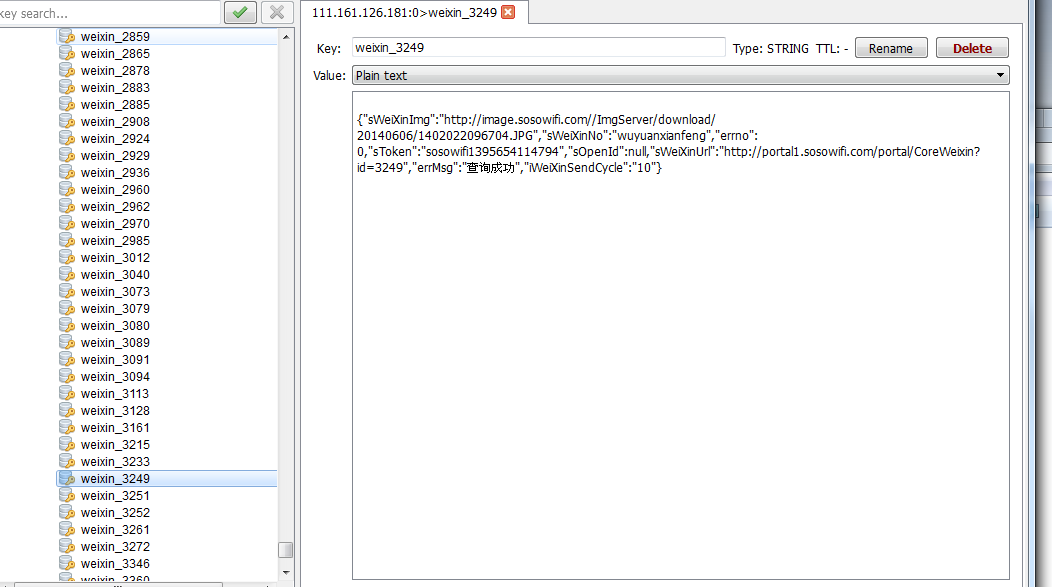 key search...
weixin_2859
weixin_2865
weixin_2878
weixin_2883
weixin_2885
weixin_2908
weixin_2924
weixin_2929
weixin_2936
weixin_2960
weixin_2962
weixin_2970
weixin_2985
weixin_3012
weixin_3040
weixin_3073
weixin_3079
weixin_3080
weixin_3089
weixin_3091
weixin_3094
weixin_3113
weixin_3128
weixin_3161
weixin_3215
weixin_3233
weixin_3249
weixin_3251
weixin_3252
weixin_3261
weixin_3272
weixin_3346
weixin_3360
111.161.126.181:0>weixin_3249
Key: weixin_3249 Type: STRING TTL: - Rename Delete
Value: Plain text
{"sWeiXinImg":"http://image.sosowifi.com//ImgServer/download/
20140606/1402022096704.JPG","sWeiXinNo":"wuyuanxianfeng","errno":
0,"sToken":"sosowifi1395654114794","sOpenId":null,"sWeiXinUrl":"http://portal1.sosowifi.com/portal/CoreWeixin?
id=3249","errMsg":"查询成功","iWeiXinSendCycle":"10"}